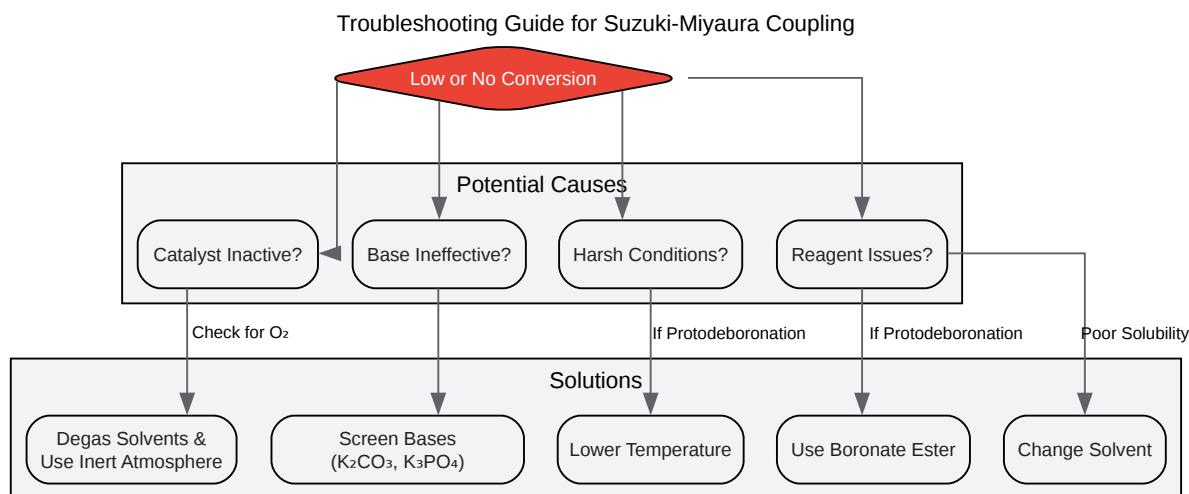 Troubleshooting Guide for Suzuki-Miyaura Coupling
Low or No Conversion
Potential Causes
Catalyst Inactive?
Base Ineffective?
Harsh Conditions?
Reagent Issues?
Check for O₂
If Protodeboronation
If Protodeboronation
Poor Solubility
Solutions
Degas Solvents &
Use Inert Atmosphere
Screen Bases
(K₂CO₃, K₃PO₄)
Lower Temperature
Use Boronate Ester
Change Solvent